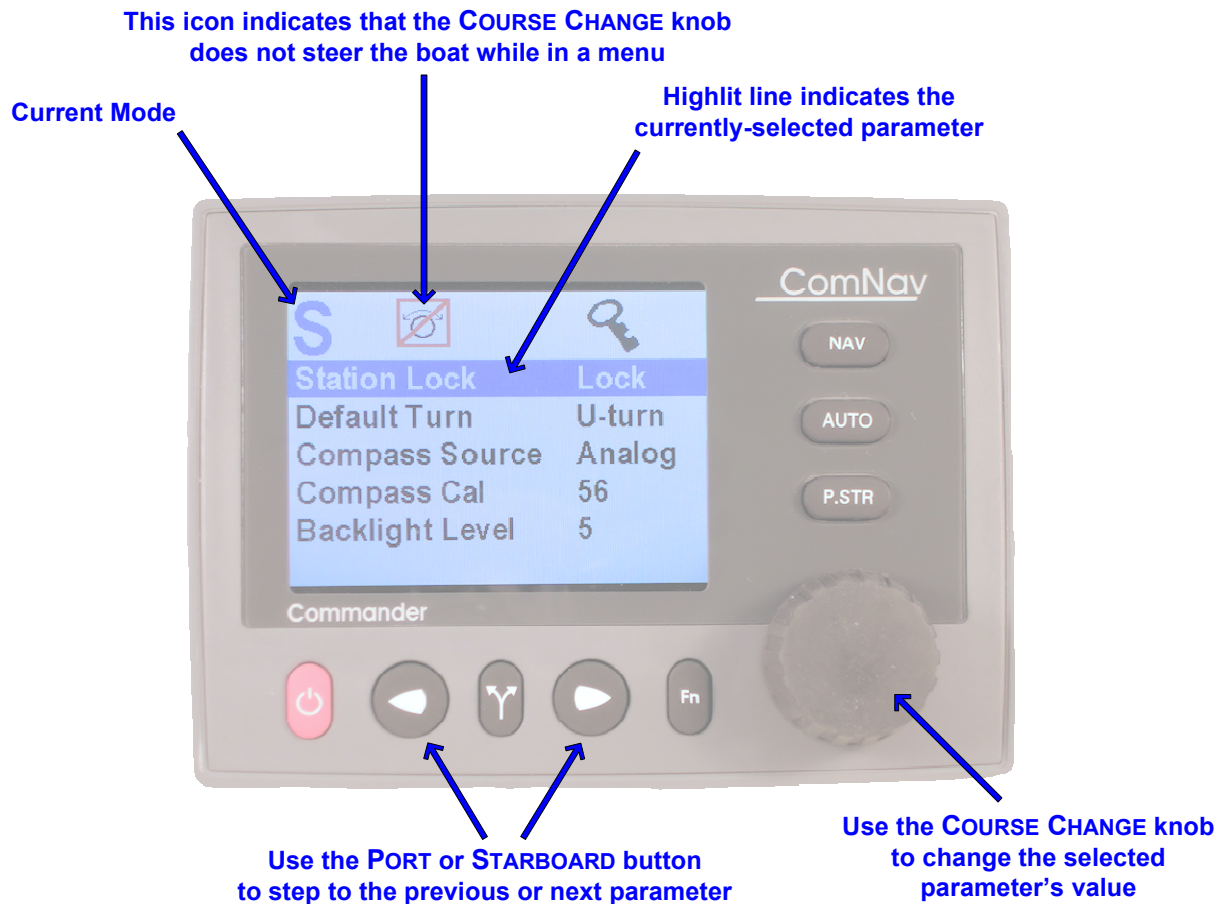 This icon indicates that the COURSE CHANGE knob
does not steer the boat while in a menu
Current Mode
Highlit line indicates the
currently-selected parameter
ComNav
S
NAV
Station Lock Lock
Default Turn U-turn
AUTO
Compass Source Analog
Compass Cal 56
P.STR
Backlight Level 5
Commander
Fn
Use the COURSE CHANGE knob
to change the selected
parameter's value
Use the PORT or STARBOARD button
to step to the previous or next parameter